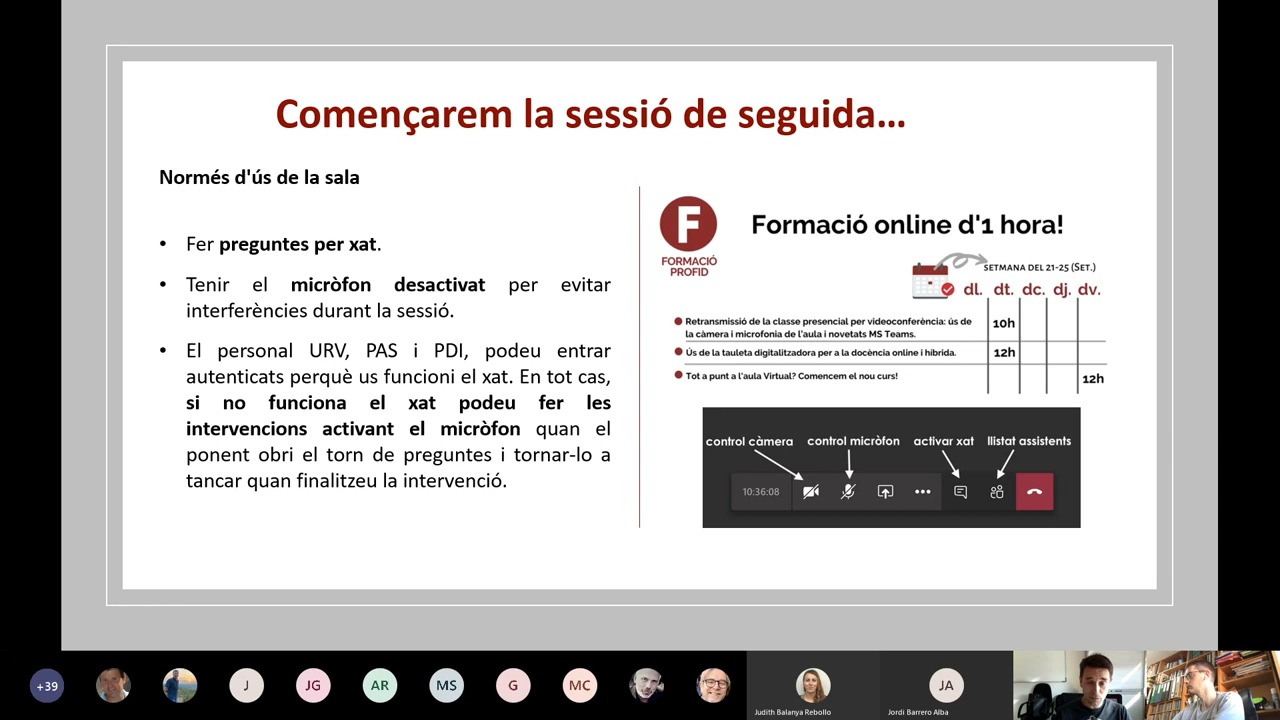 Començarem la sessió de seguida...
Normés d'ús de la sala
• Fer preguntes per xat.
• Tenir el micròfon desactivat per evitar
interferències durant la sessió.
• El personal URV, PAS i PDI, podeu entrar
autenticats perquè us funcioni el xat. En tot cas,
si no funciona el xat podeu fer les
intervencions activant el micròfon quan el
ponent obri el torn de preguntes i tornar-lo a
tancar quan finalitzeu la intervenció.
F
FORMACIÓ
PROFID
Formació online d'1 hora!
SETMANA DEL 21-25 (SET.)
dl. dt. dc. dj. dv.
Retransmissió de la classe presencial per videoconferència: ús de
la càmera i microfonia de l'aula i novetats MS Teams.
10h
Ús de la tauleta digitalitzadora per a la docència online i híbrida.
12h
Tot a punt a l'aula Virtual? Comencem el nou curs!
12h
control càmera control micròfon activar xat llistat assistents
10:36:08
+39 J JG AR MS G MC JA
Judith Balanya Rebollo Jordi Barrero Alba